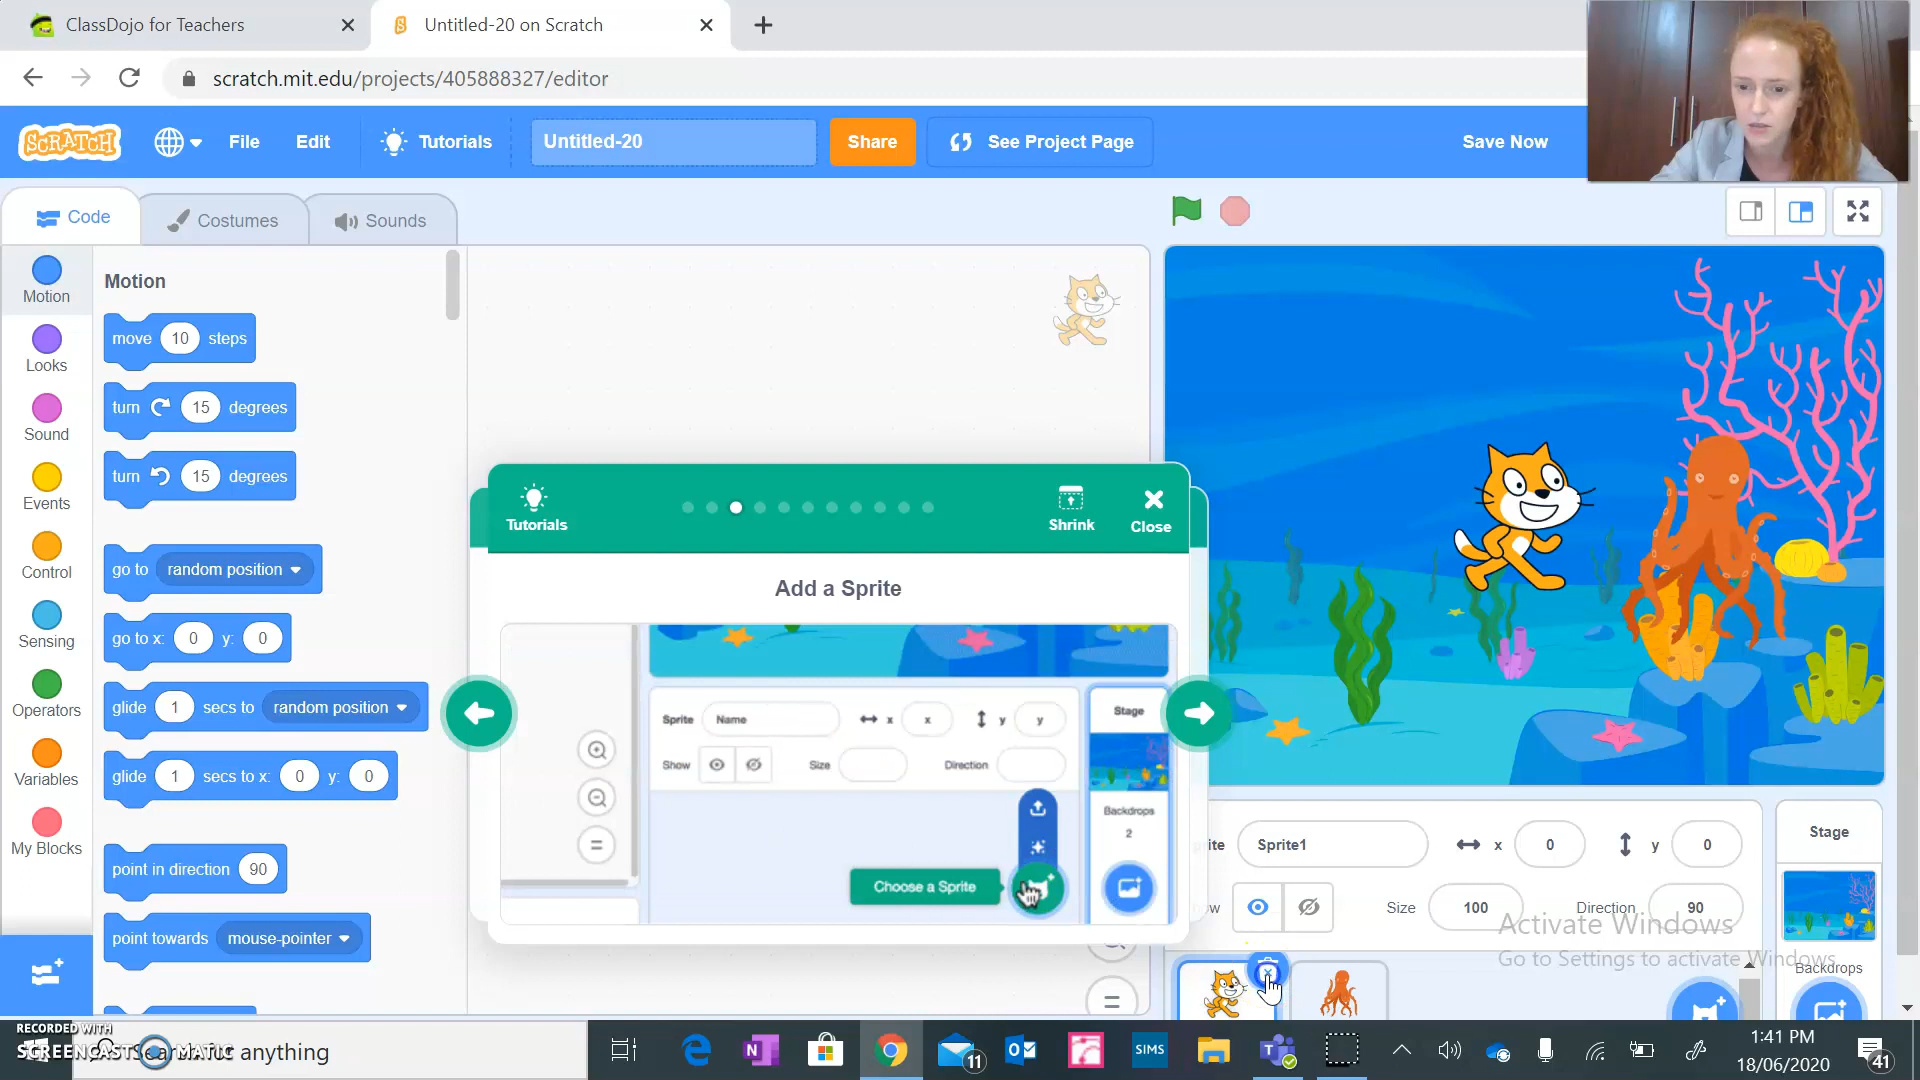 ClassDojo for Teachers
Untitled-20 on Scratch
scratch.mit.edu/projects/405888327/editor
SCRATCH
File
Edit
Tutorials
Untitled-20
Share
See Project Page
Save Now
Code
Costumes
Sounds
Motion
Looks
Sound
Events
Control
Sensing
Operators
Variables
My Blocks
Motion
move 10 steps
turn 15 degrees
turn 15 degrees
go to random position
go to x: 0 y: 0
glide 1 secs to random position
glide 1 secs to x: 0 y: 0
point in direction 90
point towards mouse-pointer
Tutorials
Shrink
Close
Add a Sprite
Sprite Name x x y y
Show Size Direction
Stage
Backdrops
2
Choose a Sprite
Sprite1 x 0 y 0
Size 100 Direction 90
Stage
Backdrops
Activate Windows
Go to Settings to activate Windows.
RECORDED WITH
SCREENCAST MATIC
for anything
11
SIMS
1:41 PM
18/06/2020
41